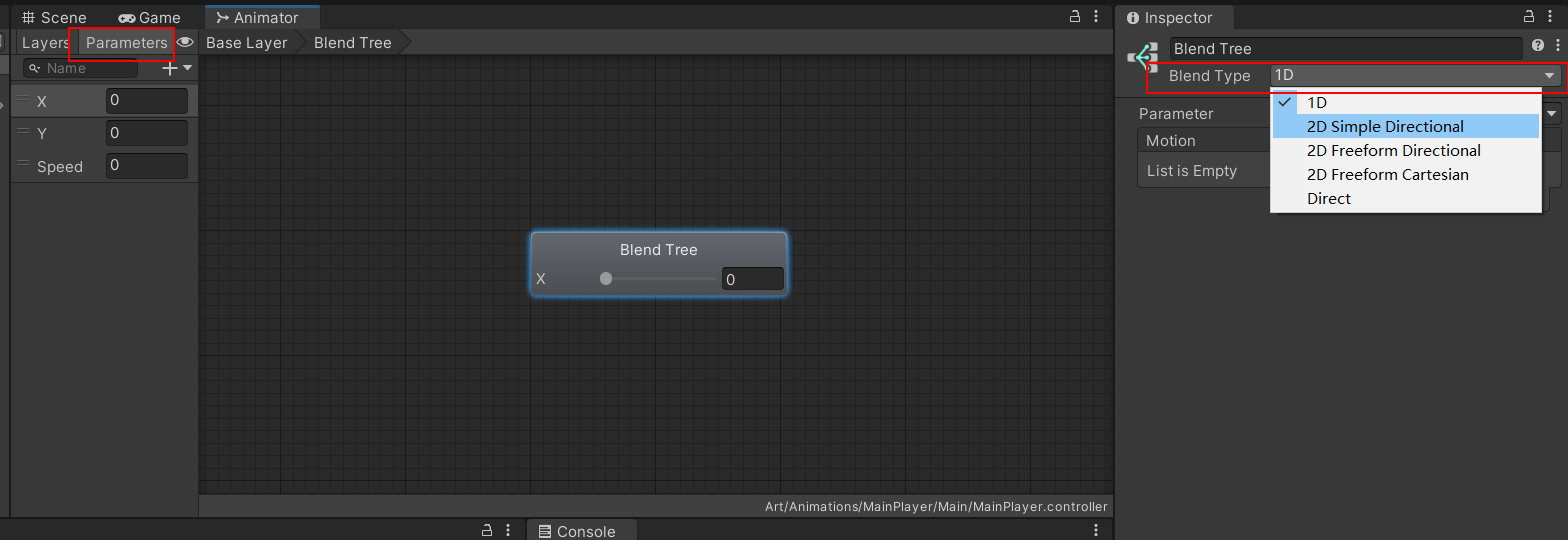 Scene
Game
Animator
Inspector
Layers
Parameters
Base Layer
Blend Tree
Name
X
0
Y
0
Speed
0
Blend Tree
X
0
Art/Animations/MainPlayer/Main/MainPlayer.controller
Console
Blend Tree
Blend Type
1D
Parameter
Motion
List is Empty
1D
2D Simple Directional
2D Freeform Directional
2D Freeform Cartesian
Direct